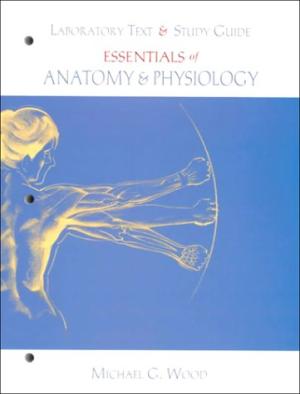 LABORATORY TEXT & STUDY GUIDE
ESSENTIALS of
ANATOMY & PHYSIOLOGY
MICHAEL G. WOOD